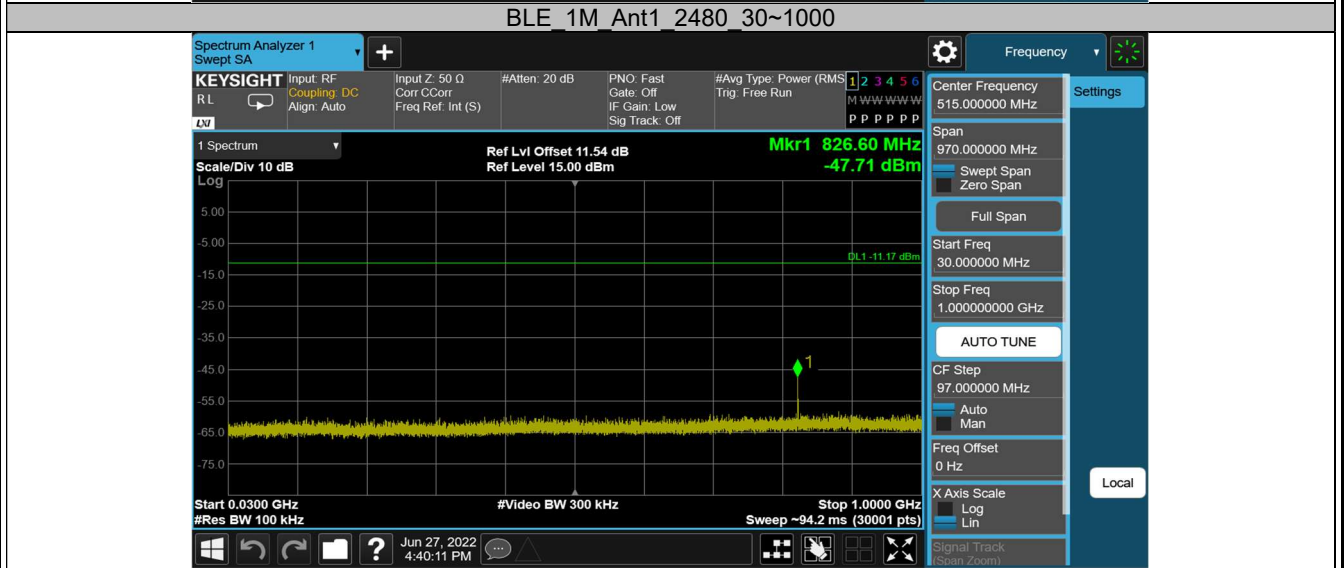 BLE_1M_Ant1_2480_30~1000
Spectrum Analyzer 1
Swept SA
Frequency
KEYSIGHT
RL
LXI
Input: RF
Coupling: DC
Align: Auto
Input Z: 50 Ω
Corr CCorr
Freq Ref: Int (S)
#Atten: 20 dB
PNO: Fast
Gate: Off
IF Gain: Low
Sig Track: Off
#Avg Type: Power (RMS
Trig: Free Run
1 2 3 4 5 6
M W W W W W
P P P P P P
1 Spectrum
Scale/Div 10 dB
Ref Lvl Offset 11.54 dB
Ref Level 15.00 dBm
Mkr1 826.60 MHz
-47.71 dBm
Log
5.00
-5.00
DL1 -11.17 dBm
-15.0
-25.0
-35.0
1
-45.0
-55.0
-65.0
-75.0
Start 0.0300 GHz
#Video BW 300 kHz
Stop 1.0000 GHz
#Res BW 100 kHz
Sweep ~94.2 ms (30001 pts)
Jun 27, 2022
4:40:11 PM
Center Frequency
515.000000 MHz
Settings
Span
970.000000 MHz
Swept Span
Zero Span
Full Span
Start Freq
30.000000 MHz
Stop Freq
1.000000000 GHz
AUTO TUNE
CF Step
97.000000 MHz
Auto
Man
Freq Offset
0 Hz
Local
X Axis Scale
Log
Lin
Signal Track
(Span Zoom)